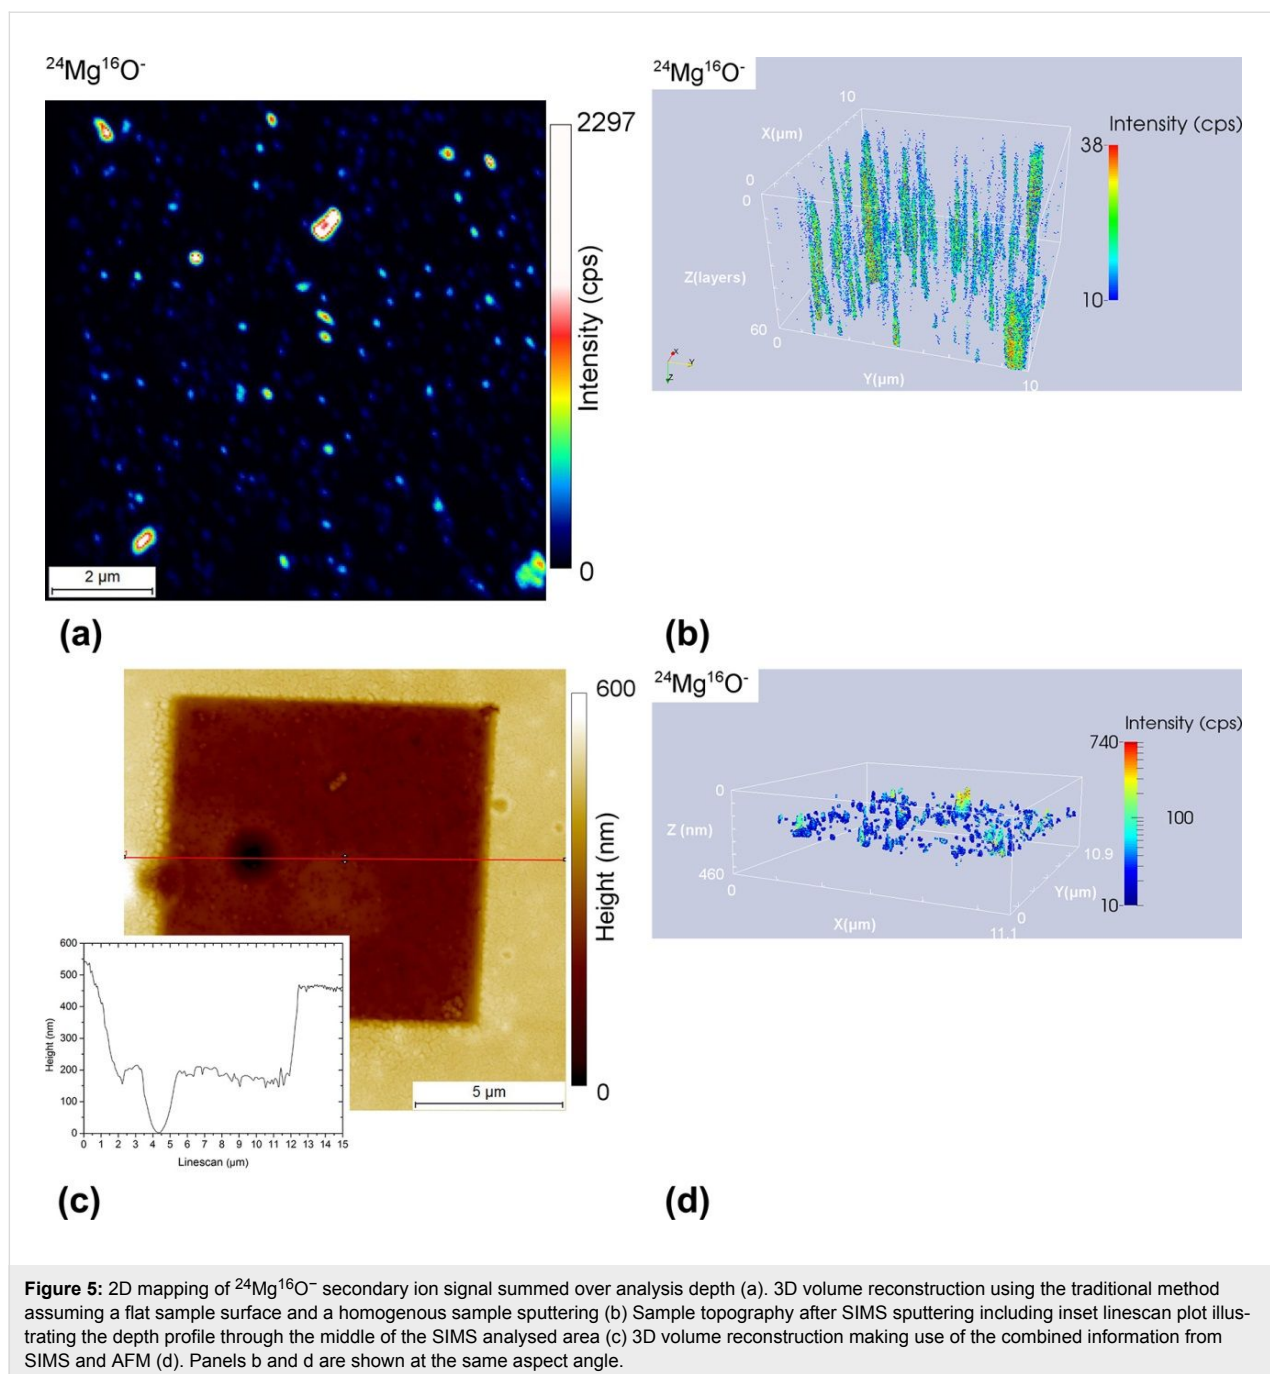 24Mg16O-
2297
Intensity (cps)
0
2 µm
(a)
24Mg16O-
10
X(µm)
0
0
Z(layers)
60
0
Y(µm)
10
Intensity (cps)
38
10
X
Y
Z
(b)
600
Height (nm)
0
5 µm
600
500
400
300
200
100
0
Height (nm)
0 1 2 3 4 5 6 7 8 9 10 11 12 13 14 15
Linescan (µm)
(c)
24Mg16O-
Intensity (cps)
740
100
10
0
Z (nm)
460
0
X(µm)
11.1
0
Y(µm)
10.9
(d)
Figure 5: 2D mapping of 24Mg16O− secondary ion signal summed over analysis depth (a). 3D volume reconstruction using the traditional method
assuming a flat sample surface and a homogenous sample sputtering (b) Sample topography after SIMS sputtering including inset linescan plot illus-
trating the depth profile through the middle of the SIMS analysed area (c) 3D volume reconstruction making use of the combined information from
SIMS and AFM (d). Panels b and d are shown at the same aspect angle.